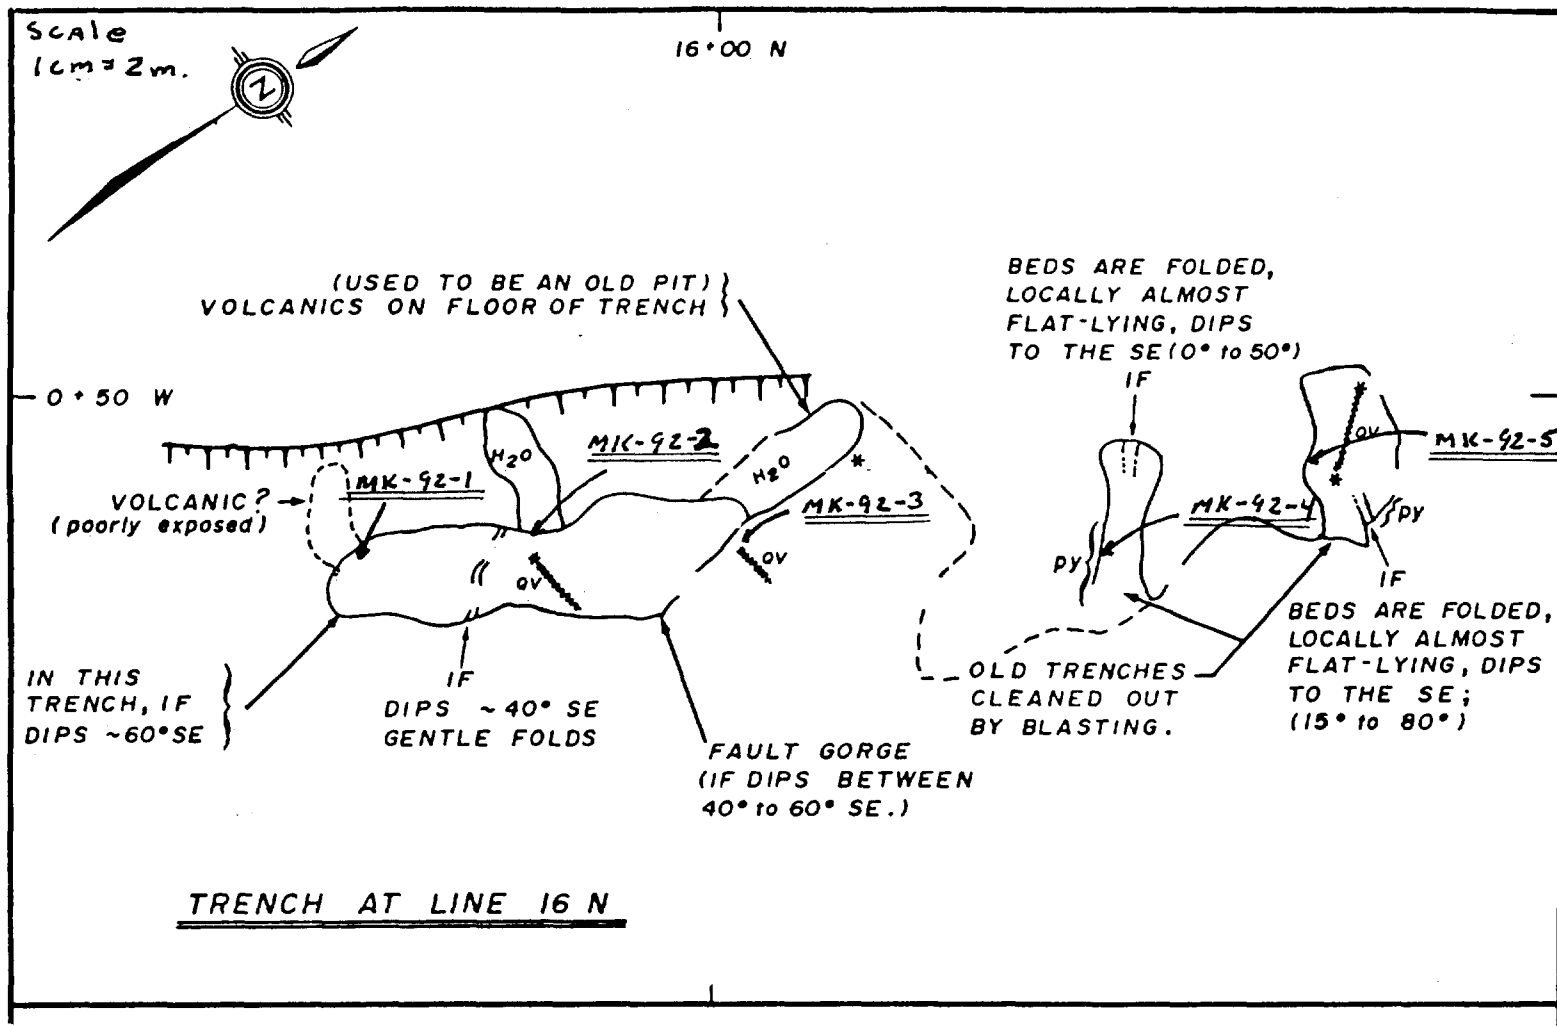 SCALE
1cm = 2m.
N
16+00 N
(USED TO BE AN OLD PIT)
VOLCANICS ON FLOOR OF TRENCH
BEDS ARE FOLDED,
LOCALLY ALMOST
FLAT-LYING, DIPS
TO THE SE (0° to 50°)
IF
0+50 W
H2O
MK-92-2
MK-92-1
VOLCANIC?
(poorly exposed)
H2O
*
MK-92-3
QV
QV
*
QV
*
MK-92-5
MK-92-4
PY
PY
IF
BEDS ARE FOLDED,
LOCALLY ALMOST
FLAT-LYING, DIPS
TO THE SE;
(15° to 80°)
IN THIS
TRENCH, IF
DIPS ~60° SE
IF
DIPS ~40° SE
GENTLE FOLDS
OLD TRENCHES
CLEANED OUT
BY BLASTING.
FAULT GORGE
(IF DIPS BETWEEN
40° to 60° SE.)
TRENCH AT LINE 16 N